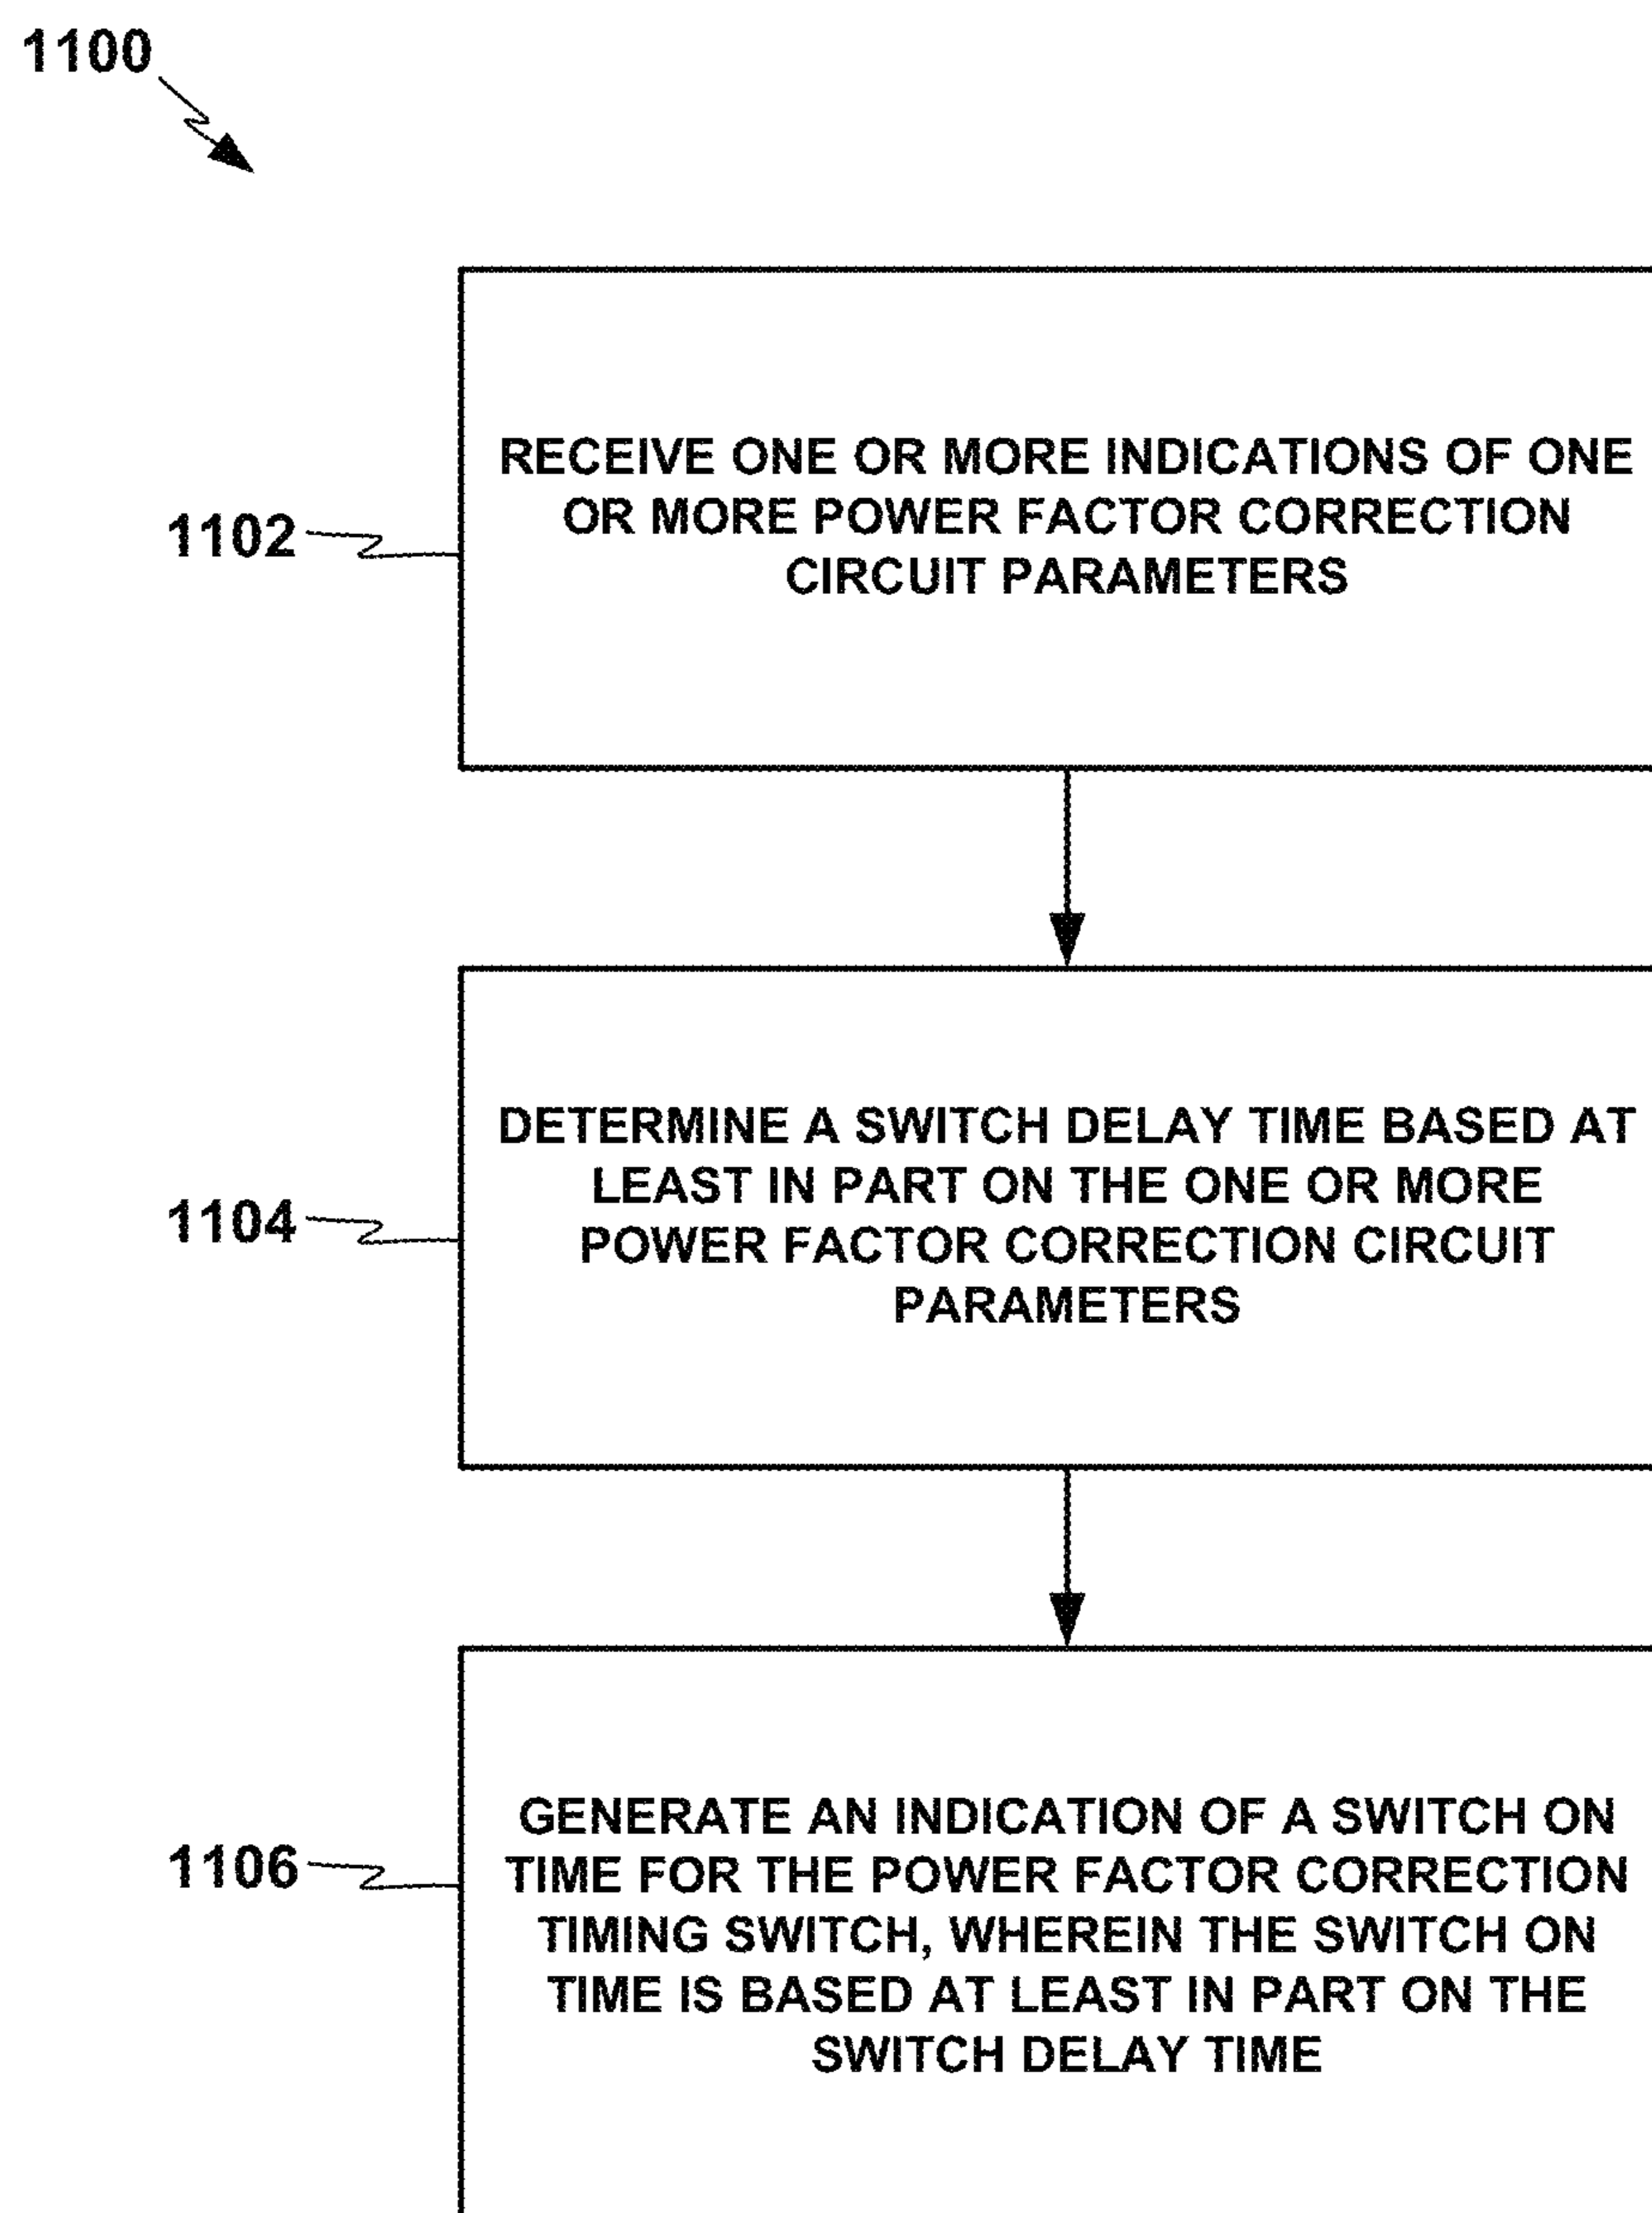 1100
RECEIVE ONE OR MORE INDICATIONS OF ONE
OR MORE POWER FACTOR CORRECTION
CIRCUIT PARAMETERS
1102
DETERMINE A SWITCH DELAY TIME BASED AT
LEAST IN PART ON THE ONE OR MORE
POWER FACTOR CORRECTION CIRCUIT
PARAMETERS
1104
GENERATE AN INDICATION OF A SWITCH ON
TIME FOR THE POWER FACTOR CORRECTION
TIMING SWITCH, WHEREIN THE SWITCH ON
TIME IS BASED AT LEAST IN PART ON THE
SWITCH DELAY TIME
1106